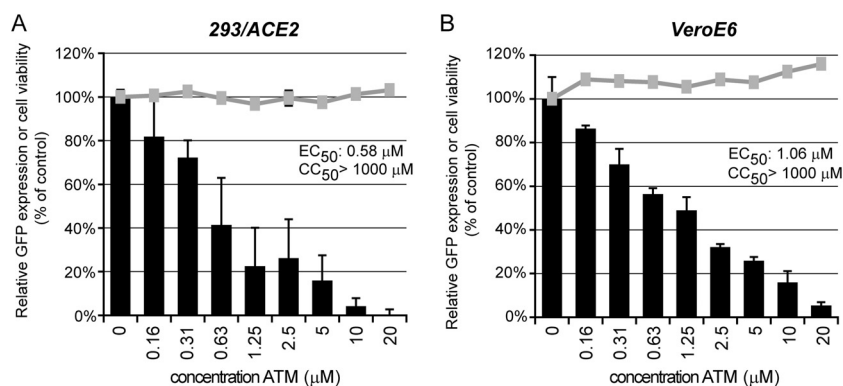 A
293/ACE2
Relative GFP expression or cell viability
(% of control)
120%
100%
80%
60%
40%
20%
0%
EC50: 0.58 μM
CC50> 1000 μM
0
0.16
0.31
0.63
1.25
2.5
5
10
20
concentration ATM (μM)
B
VeroE6
Relative GFP expression or cell viability
(% of control)
120%
100%
80%
60%
40%
20%
0%
EC50: 1.06 μM
CC50> 1000 μM
0
0.16
0.31
0.63
1.25
2.5
5
10
20
concentration ATM (μM)